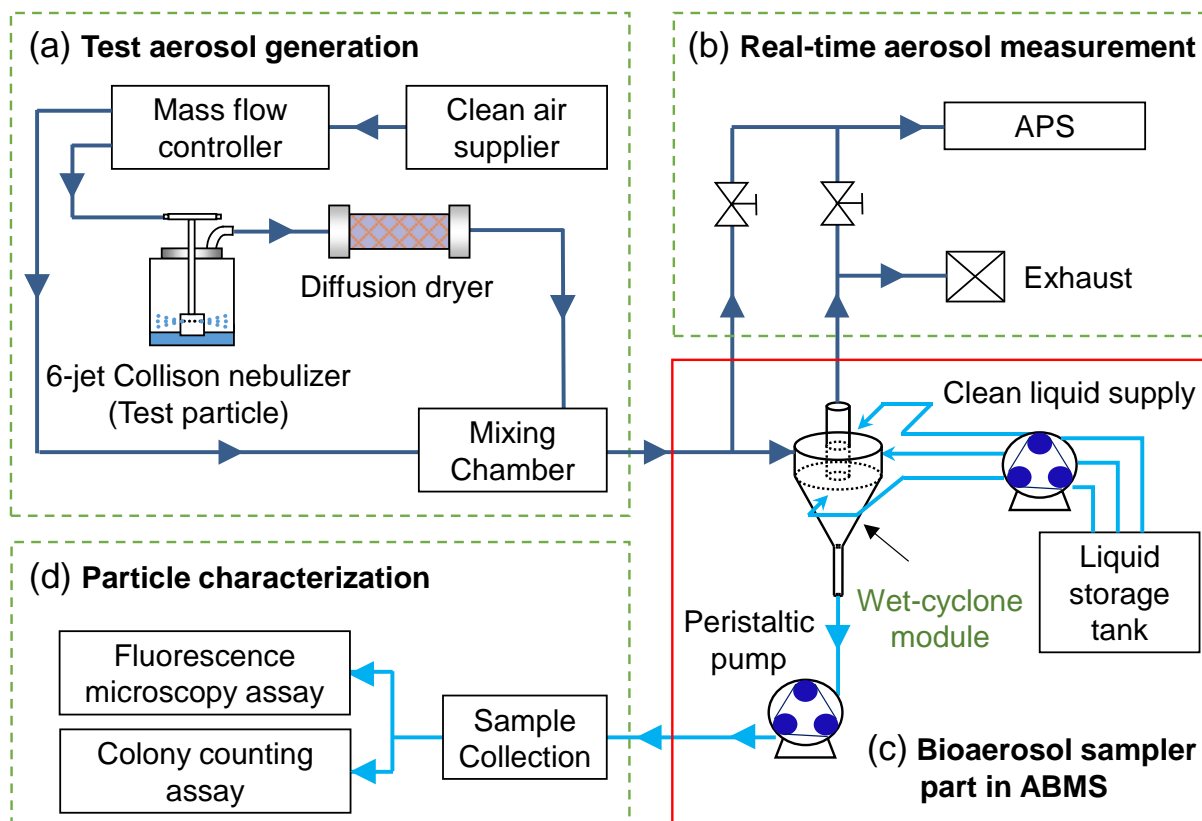 (a) Test aerosol generation
Mass flow
controller
Clean air
supplier
Diffusion dryer
6-jet Collison nebulizer
(Test particle)
Mixing
Chamber
(b) Real-time aerosol measurement
APS
Exhaust
Clean liquid supply
Liquid
storage
tank
Wet-cyclone
module
Peristaltic
pump
(c) Bioaerosol sampler
part in ABMS
(d) Particle characterization
Fluorescence
microscopy assay
Colony counting
assay
Sample
Collection